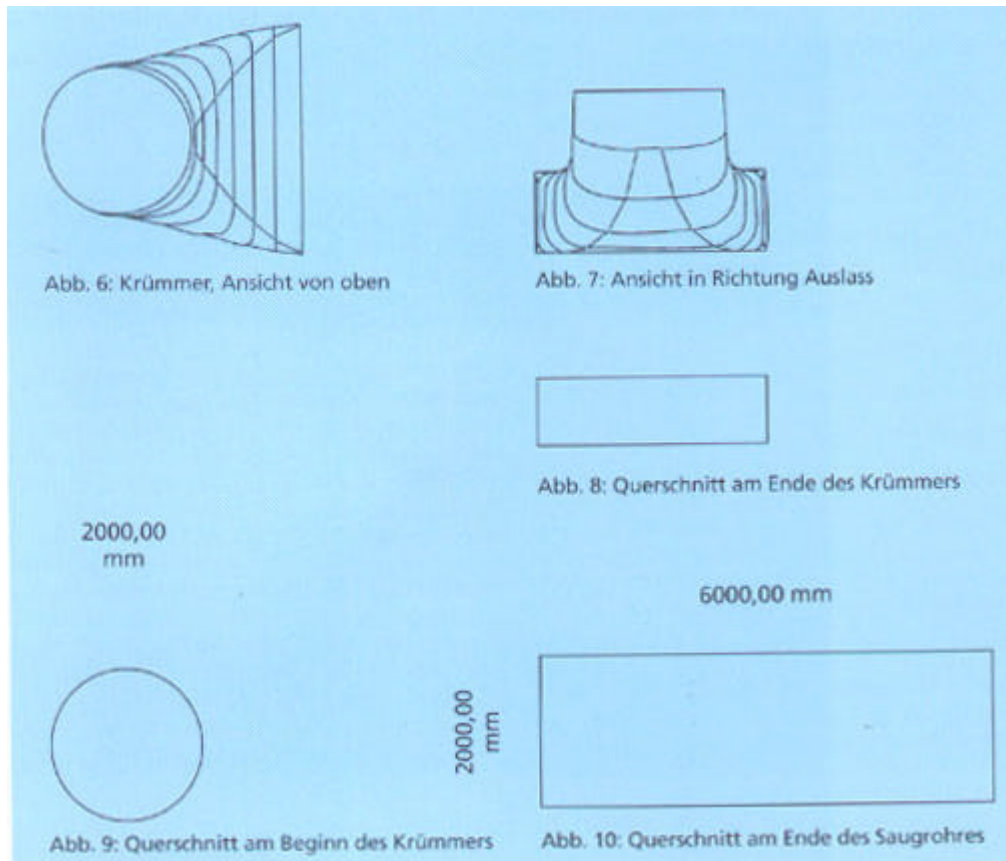 Abb. 6: Krümmer, Ansicht von oben
Abb. 7: Ansicht in Richtung Auslass
Abb. 8: Querschnitt am Ende des Krümmers
2000,00
mm
6000,00 mm
2000,00
mm
Abb. 9: Querschnitt am Beginn des Krümmers
Abb. 10: Querschnitt am Ende des Saugrohres